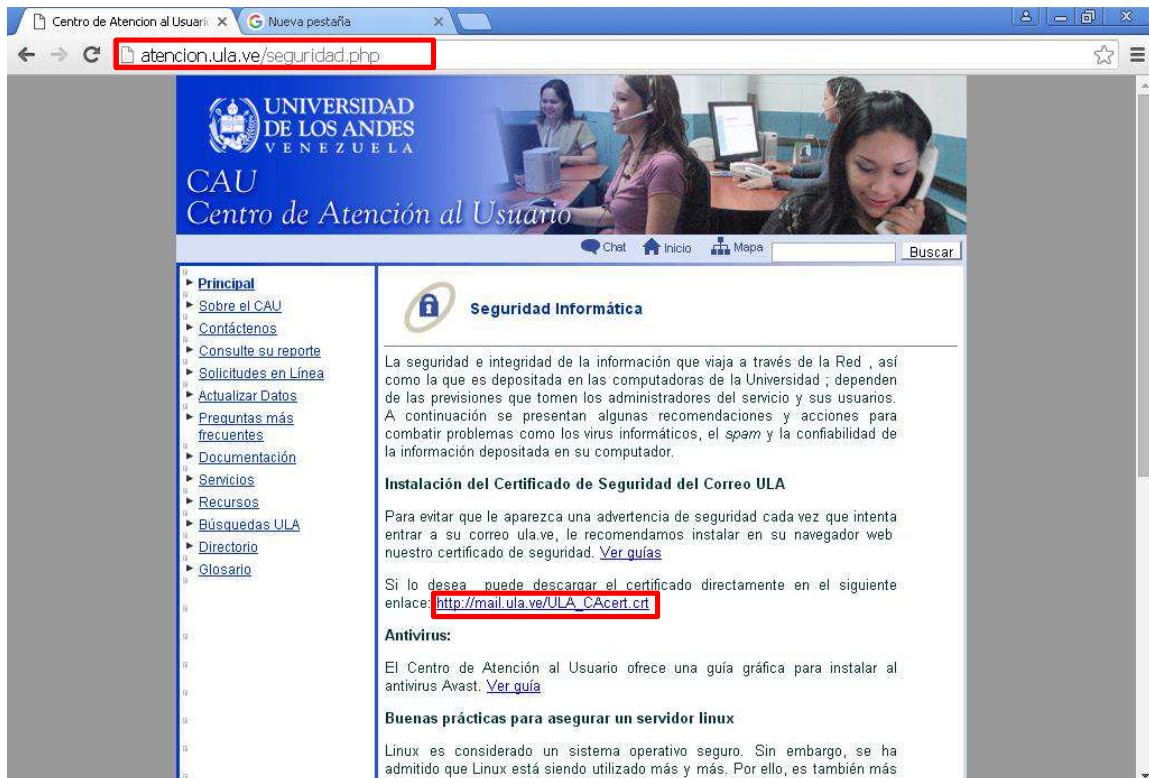 Centro de Atencion al Usuari
Nueva pestaña
atencion.ula.ve/seguridad.php
UNIVERSIDAD
DE LOS ANDES
VENEZUELA
CAU
Centro de Atención al Usuario
Chat Inicio Mapa Buscar
Principal
Sobre el CAU
Contáctenos
Consulte su reporte
Solicitudes en Línea
Actualizar Datos
Preguntas más
frecuentes
Documentación
Servicios
Recursos
Búsquedas ULA
Directorio
Glosario
Seguridad Informática
La seguridad e integridad de la información que viaja a través de la Red , así
como la que es depositada en las computadoras de la Universidad ; dependen
de las previsiones que tomen los administradores del servicio y sus usuarios.
A continuación se presentan algunas recomendaciones y acciones para
combatir problemas como los virus informáticos, el spam y la confiabilidad de
la información depositada en su computador.
Instalación del Certificado de Seguridad del Correo ULA
Para evitar que le aparezca una advertencia de seguridad cada vez que intenta
entrar a su correo ula.ve, le recomendamos instalar en su navegador web
nuestro certificado de seguridad. Ver guías
Si lo desea puede descargar el certificado directamente en el siguiente
enlace: http://mail.ula.ve/ULA_CAcert.crt
Antivirus:
El Centro de Atención al Usuario ofrece una guía gráfica para instalar al
antivirus Avast. Ver guía
Buenas prácticas para asegurar un servidor linux
Linux es considerado un sistema operativo seguro. Sin embargo, se ha
admitido que Linux está siendo utilizado más y más. Por ello, es también más